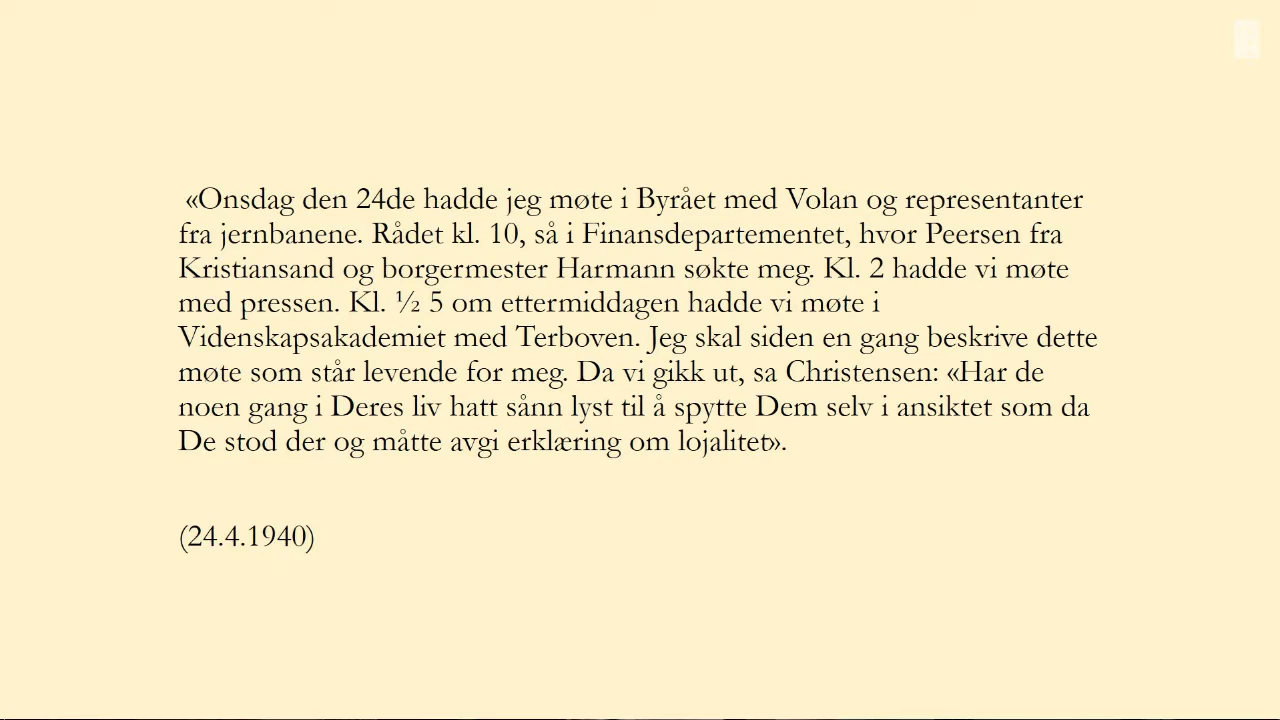 «Onsdag den 24de hadde jeg møte i Byrået med Volan og representanter
fra jernbanene. Rådet kl. 10, så i Finansdepartementet, hvor Peersen fra
Kristiansand og borgermester Harmann søkte meg. Kl. 2 hadde vi møte
med pressen. Kl. ½ 5 om ettermiddagen hadde vi møte i
Videnskapsakademiet med Terboven. Jeg skal siden en gang beskrive dette
møte som står levende for meg. Da vi gikk ut, sa Christensen: «Har de
noen gang i Deres liv hatt sånn lyst til å spytte Dem selv i ansiktet som da
De stod der og måtte avgi erklæring om lojalitet».
(24.4.1940)